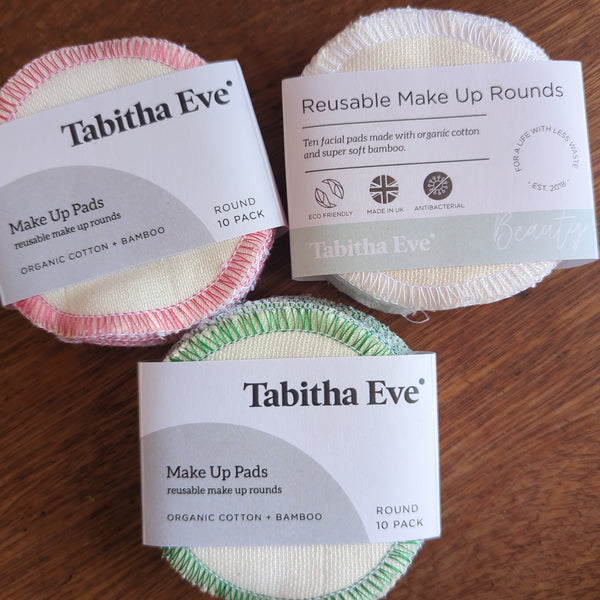 Tabitha Eve
Make Up Pads
reusable make up rounds
ORGANIC COTTON + BAMBOO
ROUND
10 PACK
Reusable Make Up Rounds
Ten facial pads made with organic cotton
and super soft bamboo.
ECO FRIENDLY
MADE IN UK
ANTIBACTERIAL
FOR A LIFE WITH LESS WASTE
- EST. 2018 -
Tabitha Eve
Beauty
Tabitha Eve
Make Up Pads
reusable make up rounds
ORGANIC COTTON + BAMBOO
ROUND
10 PACK